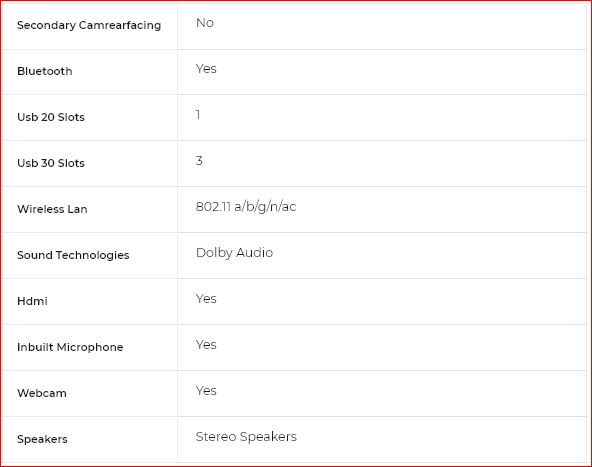 Secondary Camrearfacing No
Bluetooth Yes
Usb 20 Slots 1
Usb 30 Slots 3
Wireless Lan 802.11 a/b/g/n/ac
Sound Technologies Dolby Audio
Hdmi Yes
Inbuilt Microphone Yes
Webcam Yes
Speakers Stereo Speakers